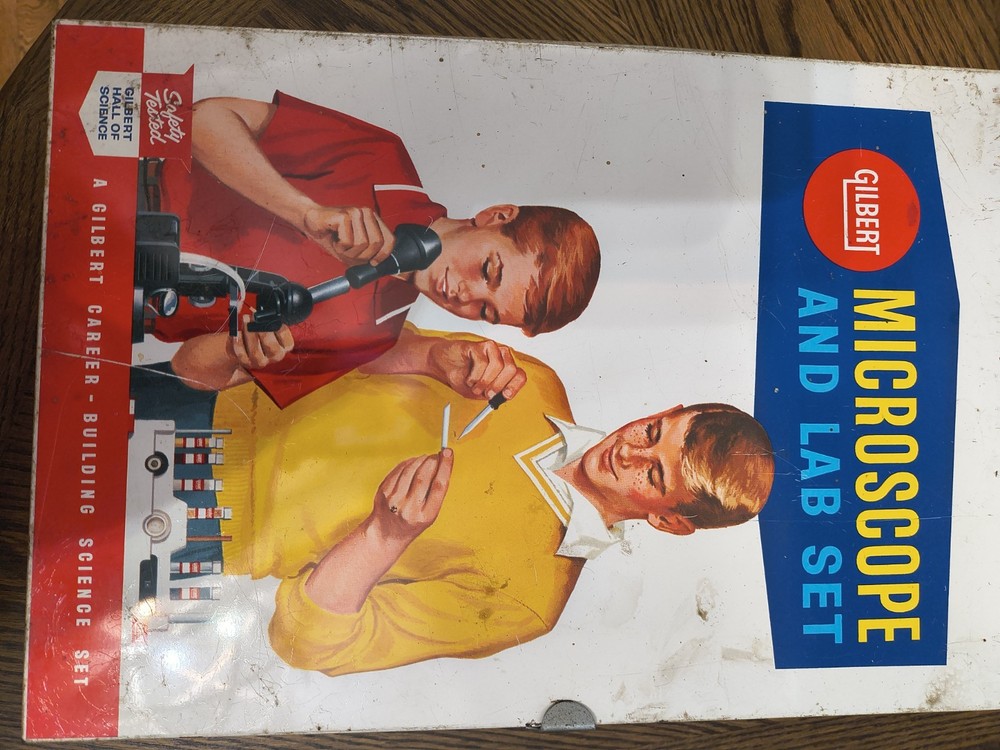 GILBERT
MICROSCOPE
AND LAB SET
Safety
Tested
GILBERT
HALL OF
SCIENCE
A GILBERT CAREER-BUILDING SCIENCE SET